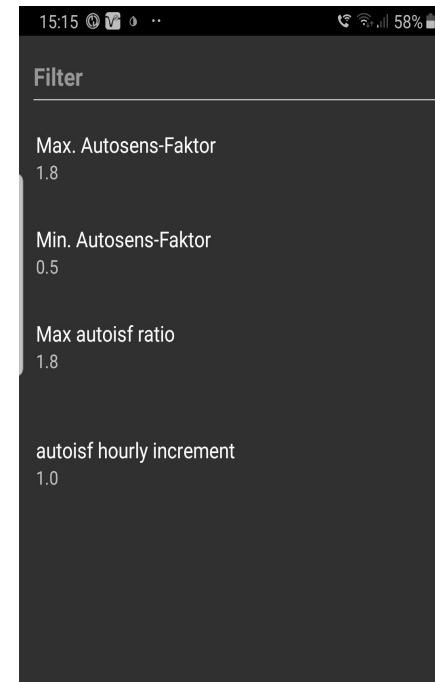 15:15 58%
Filter
Max. Autosens-Faktor
1.8
Min. Autosens-Faktor
0.5
Max autoisf ratio
1.8
autoisf hourly increment
1.0